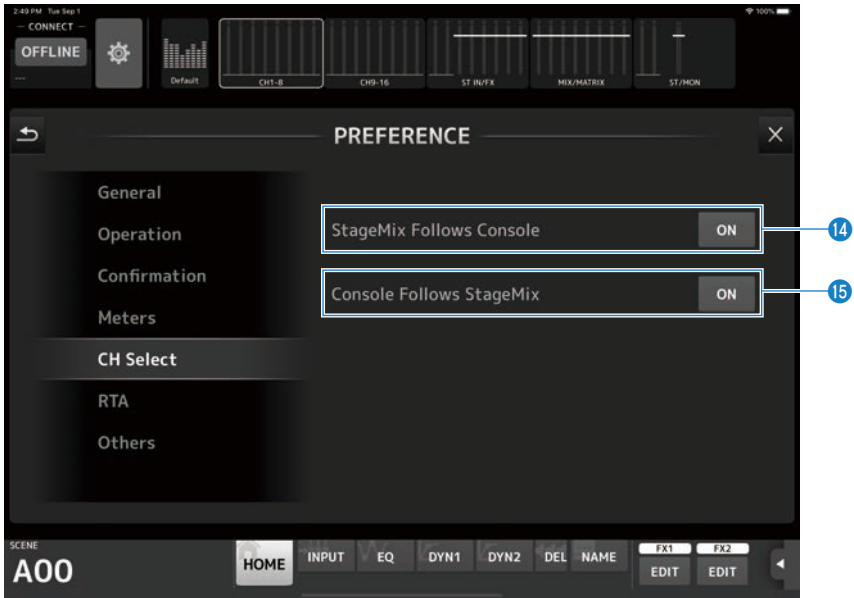 2:49 PM Tue Sep 1
100%
CONNECT
OFFLINE
---
Default
CH1-8
CH9-16
ST IN/FX
MIX/MATRIX
ST/MON
PREFERENCE
General
Operation
Confirmation
Meters
CH Select
RTA
Others
StageMix Follows Console
ON
14
Console Follows StageMix
ON
15
SCENE
A00
HOME
INPUT
EQ
DYN1
DYN2
DEL
NAME
FX1
EDIT
FX2
EDIT